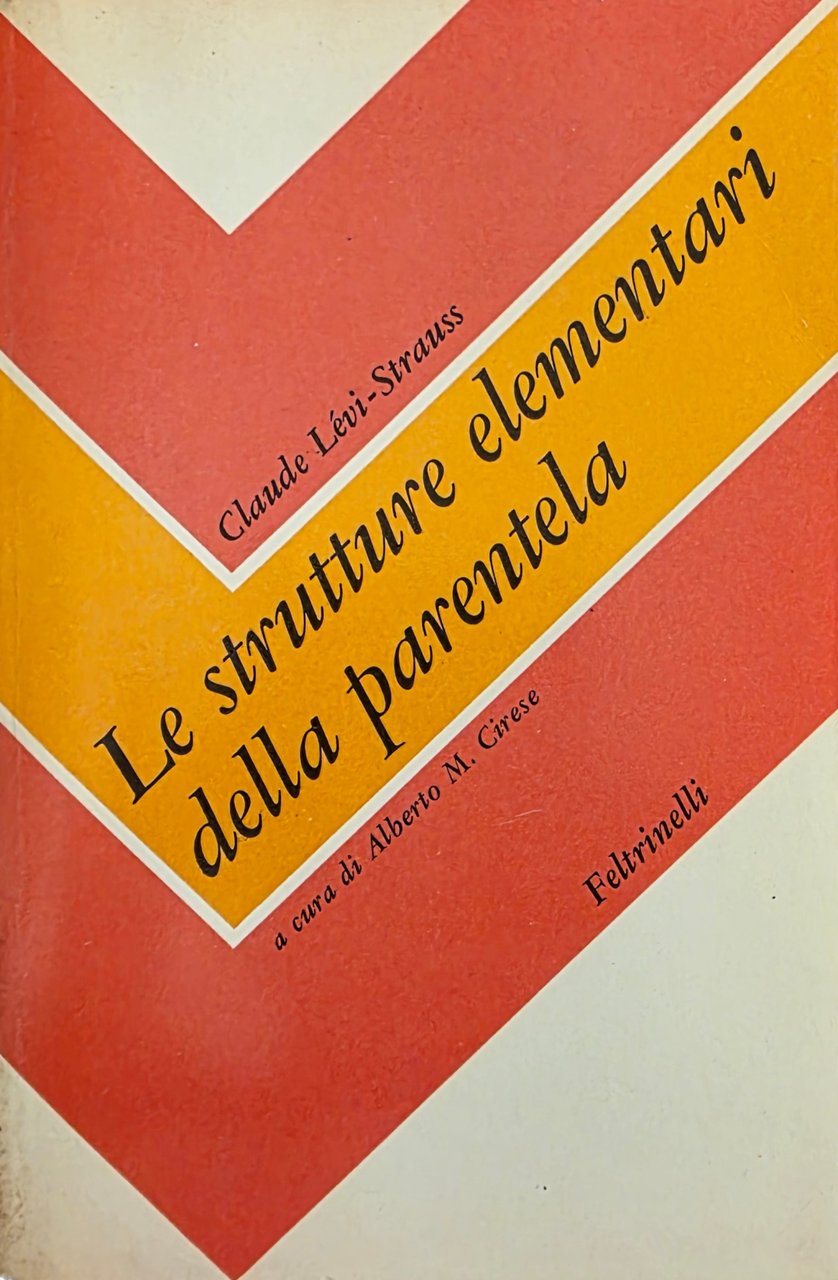 Claude Lévi-Strauss
Le strutture elementari
della parentela
a cura di Alberto M. Cirese
Feltrinelli